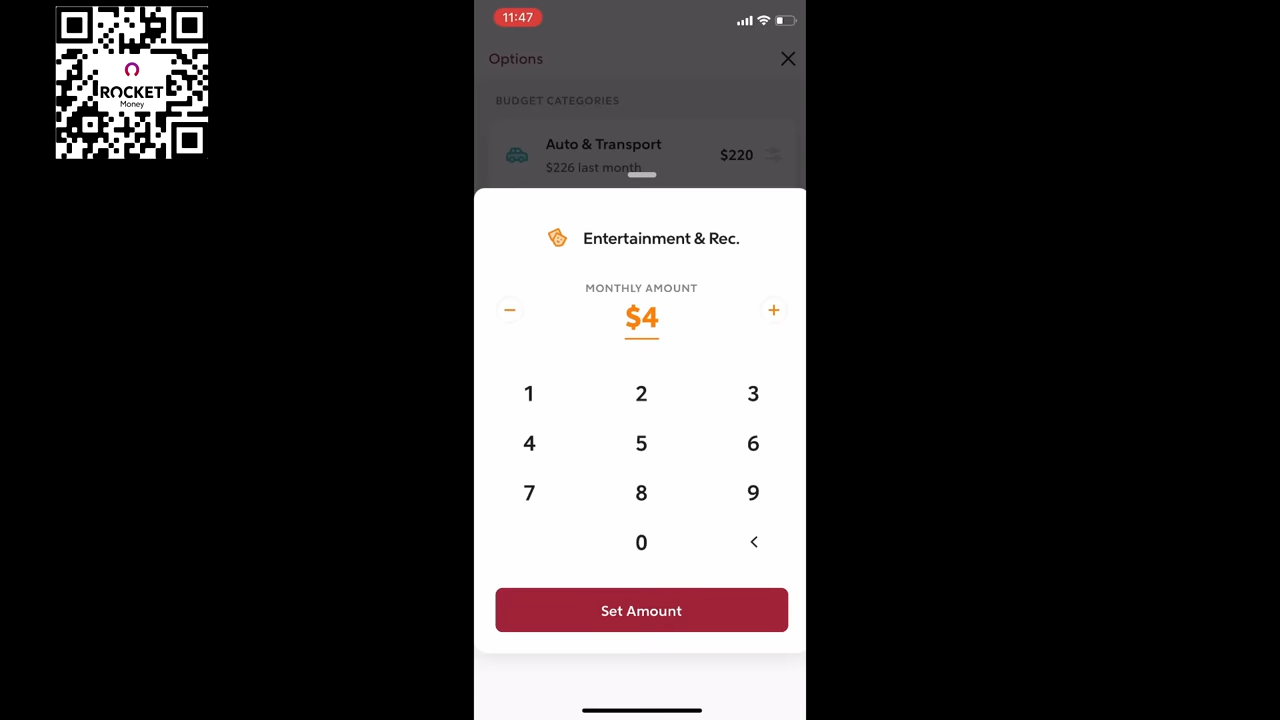 ROCKET
Money
11:47
Options
BUDGET CATEGORIES
Auto & Transport
$226 last month
$220
Entertainment & Rec.
MONTHLY AMOUNT
− $4 +
1 2 3
4 5 6
7 8 9
0 <
Set Amount